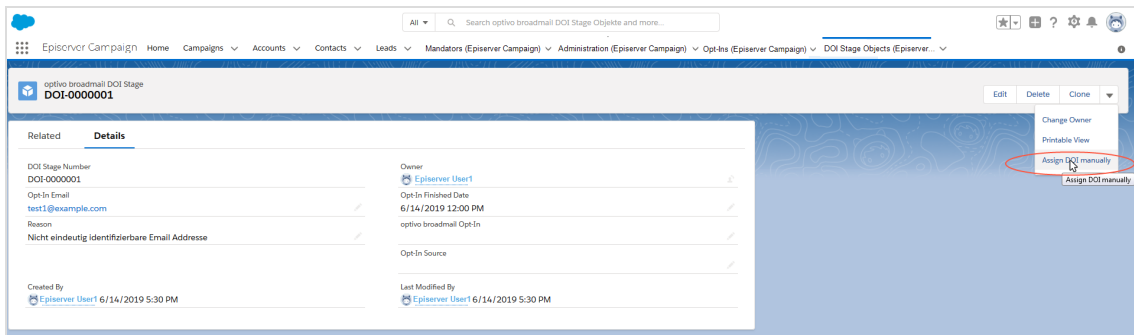 All
Search optivo broadmail DOI Stage Objekte and more...
Episerver Campaign Home Campaigns Accounts Contacts Leads Mandators (Episerver Campaign) Administration (Episerver Campaign) Opt-Ins (Episerver Campaign) DOI Stage Objects (Episerver...
optivo broadmail DOI Stage
DOI-0000001
Edit Delete Clone
Change Owner
Printable View
Assign DOI manually
Assign DOI manually
Related Details
DOI Stage Number
DOI-0000001
Owner
Episerver User1
Opt-In Email
test1@example.com
Opt-In Finished Date
6/14/2019 12:00 PM
Reason
Nicht eindeutig identifizierbare Email Addresse
optivo broadmail Opt-In
Opt-In Source
Created By
Episerver User1 6/14/2019 5:30 PM
Last Modified By
Episerver User1 6/14/2019 5:30 PM